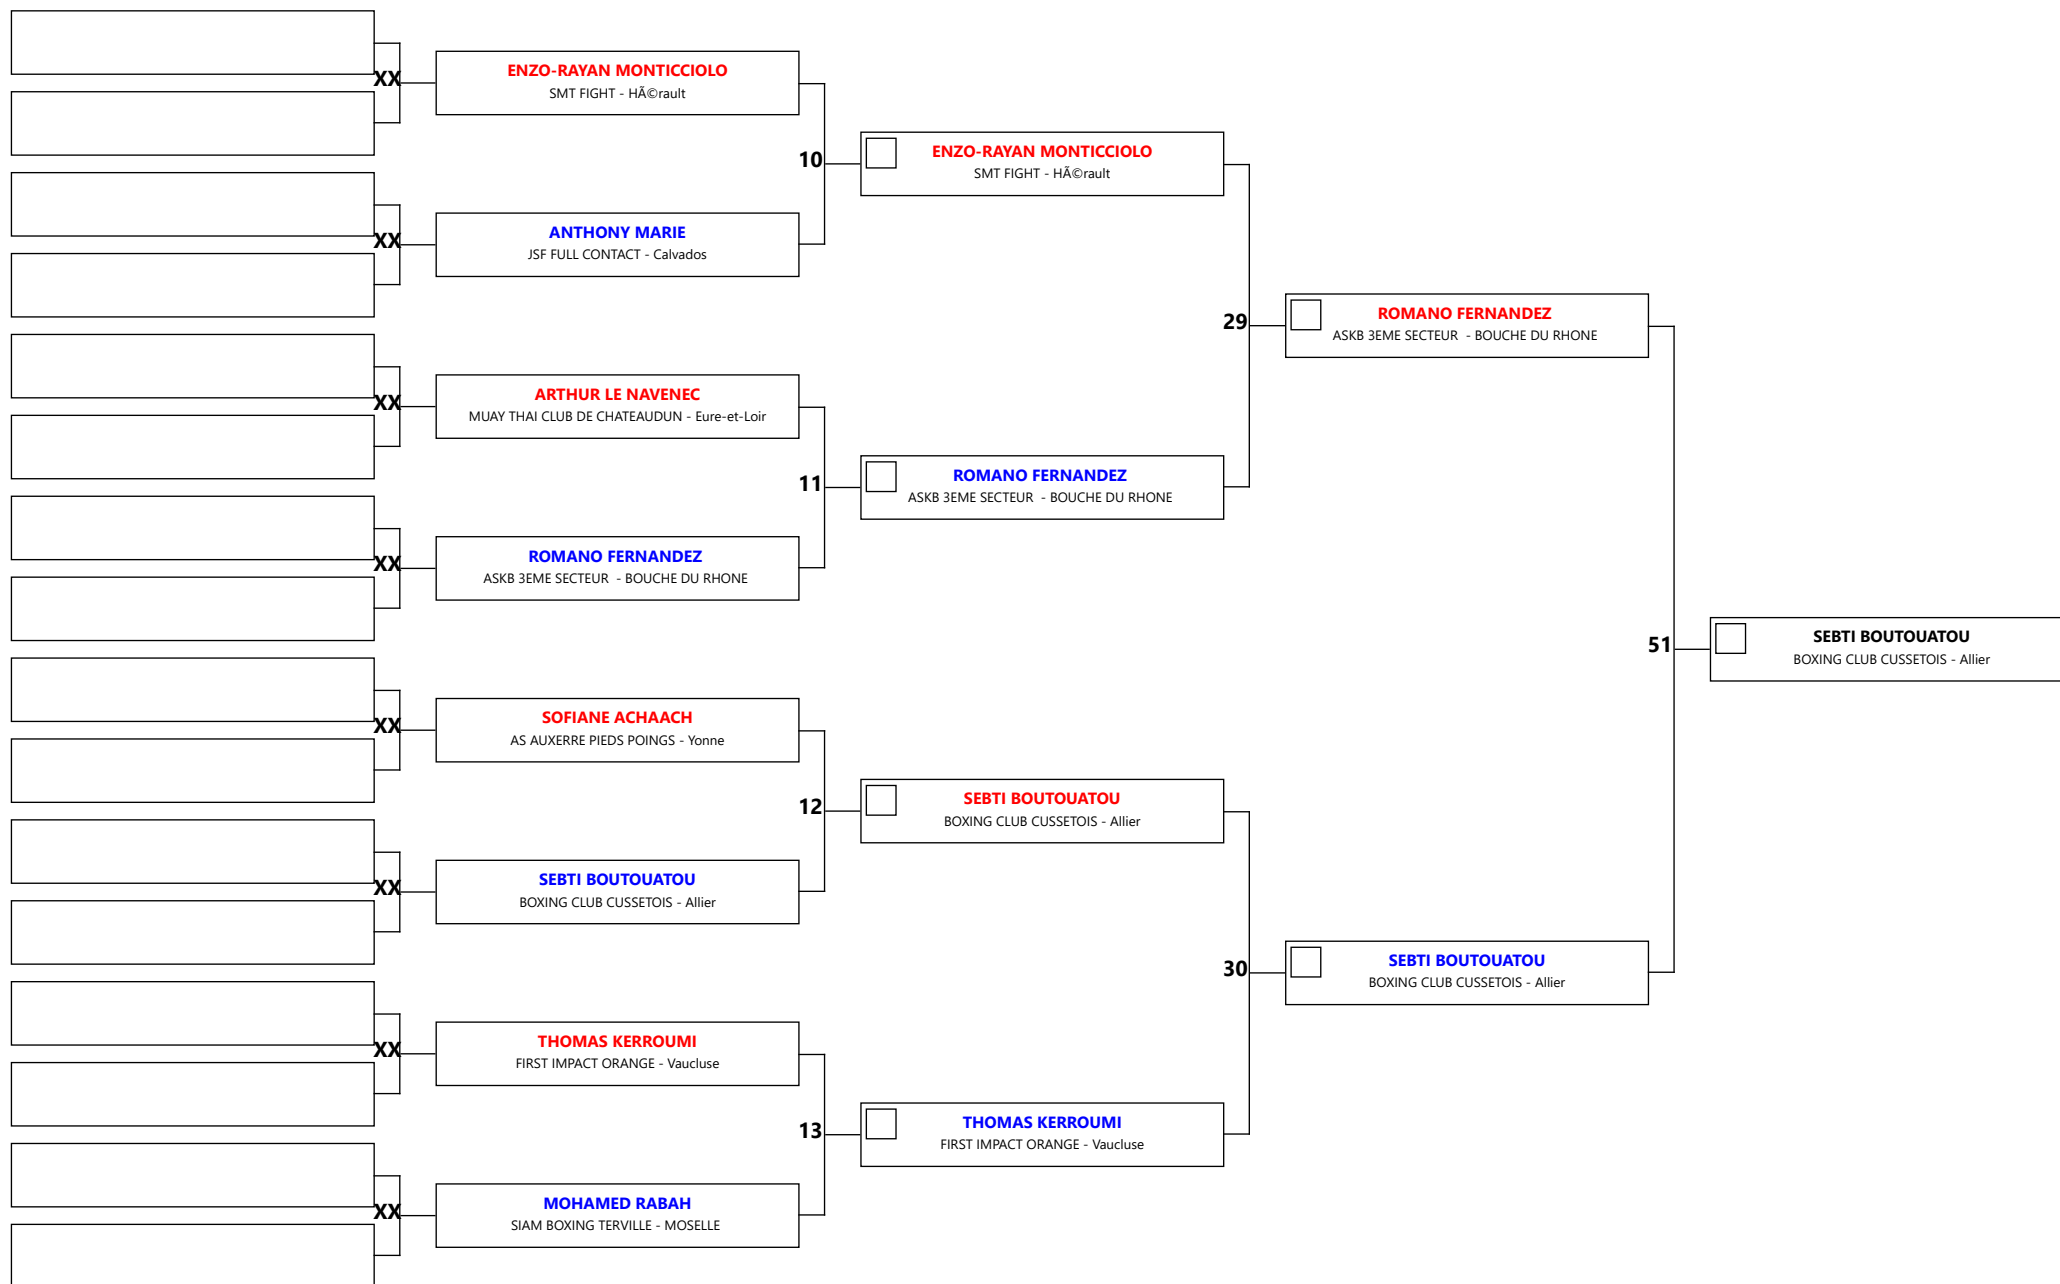 XX
XX
XX
XX
XX
XX
XX
XX
ENZO-RAYAN MONTICCIOLO
SMT FIGHT - HÃ©rault
ANTHONY MARIE
JSF FULL CONTACT - Calvados
ARTHUR LE NAVENEC
MUAY THAI CLUB DE CHATEAUDUN - Eure-et-Loir
ROMANO FERNANDEZ
ASKB 3EME SECTEUR  - BOUCHE DU RHONE
SOFIANE ACHAACH
AS AUXERRE PIEDS POINGS - Yonne
SEBTI BOUTOUATOU
BOXING CLUB CUSSETOIS - Allier
THOMAS KERROUMI
FIRST IMPACT ORANGE - Vaucluse
MOHAMED RABAH
SIAM BOXING TERVILLE - MOSELLE
10
11
12
13
ENZO-RAYAN MONTICCIOLO
SMT FIGHT - HÃ©rault
ROMANO FERNANDEZ
ASKB 3EME SECTEUR  - BOUCHE DU RHONE
SEBTI BOUTOUATOU
BOXING CLUB CUSSETOIS - Allier
THOMAS KERROUMI
FIRST IMPACT ORANGE - Vaucluse
29
30
ROMANO FERNANDEZ
ASKB 3EME SECTEUR  - BOUCHE DU RHONE
SEBTI BOUTOUATOU
BOXING CLUB CUSSETOIS - Allier
51
SEBTI BOUTOUATOU
BOXING CLUB CUSSETOIS - Allier